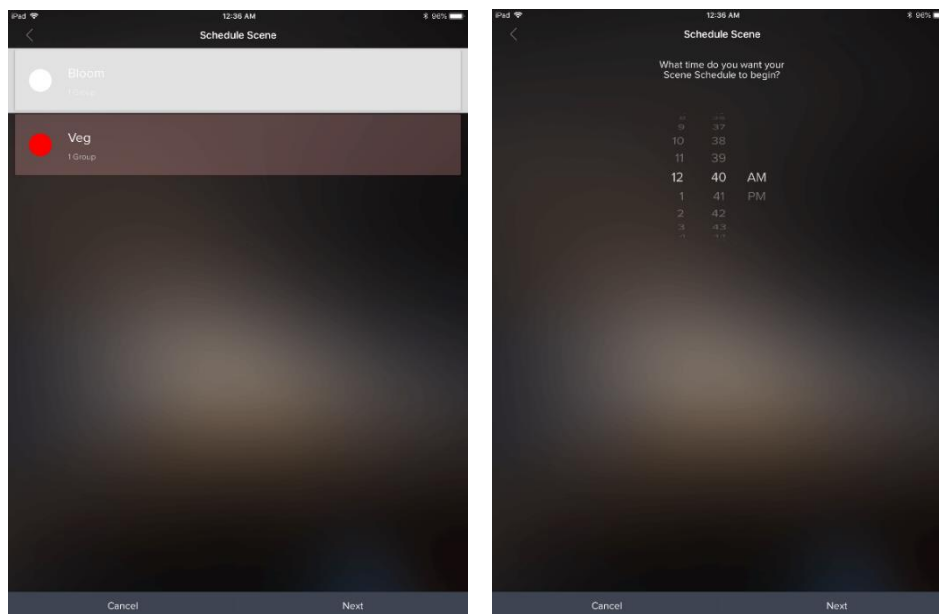 iPad 12:36 AM 96%
Schedule Scene
Bloom
1 Group
Veg
1 Group
Cancel Next
iPad 12:36 AM 96%
Schedule Scene
What time do you want your
Scene Schedule to begin?
9 37
10 38
11 39
12 40 AM
1 41 PM
2 42
3 43
Cancel Next